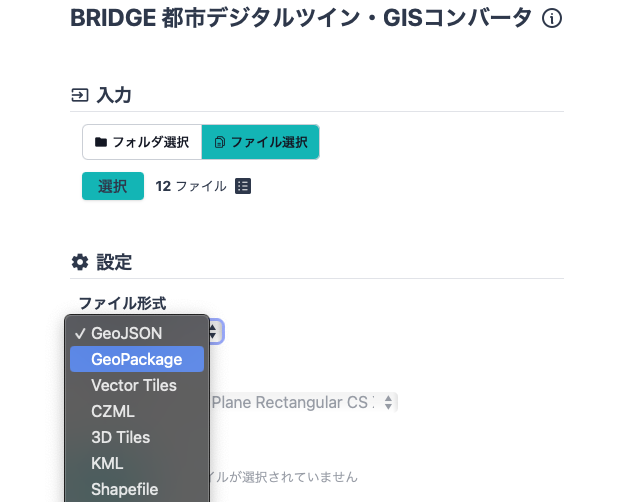 BRIDGE 都市デジタルツイン・GISコンバータ
入力
フォルダ選択 ファイル選択
選択 12 ファイル
設定
ファイル形式
✓ GeoJSON
GeoPackage
Vector Tiles
CZML
Plane Rectangular CS
3D Tiles
KML
イルが選択されていません
Shapefile